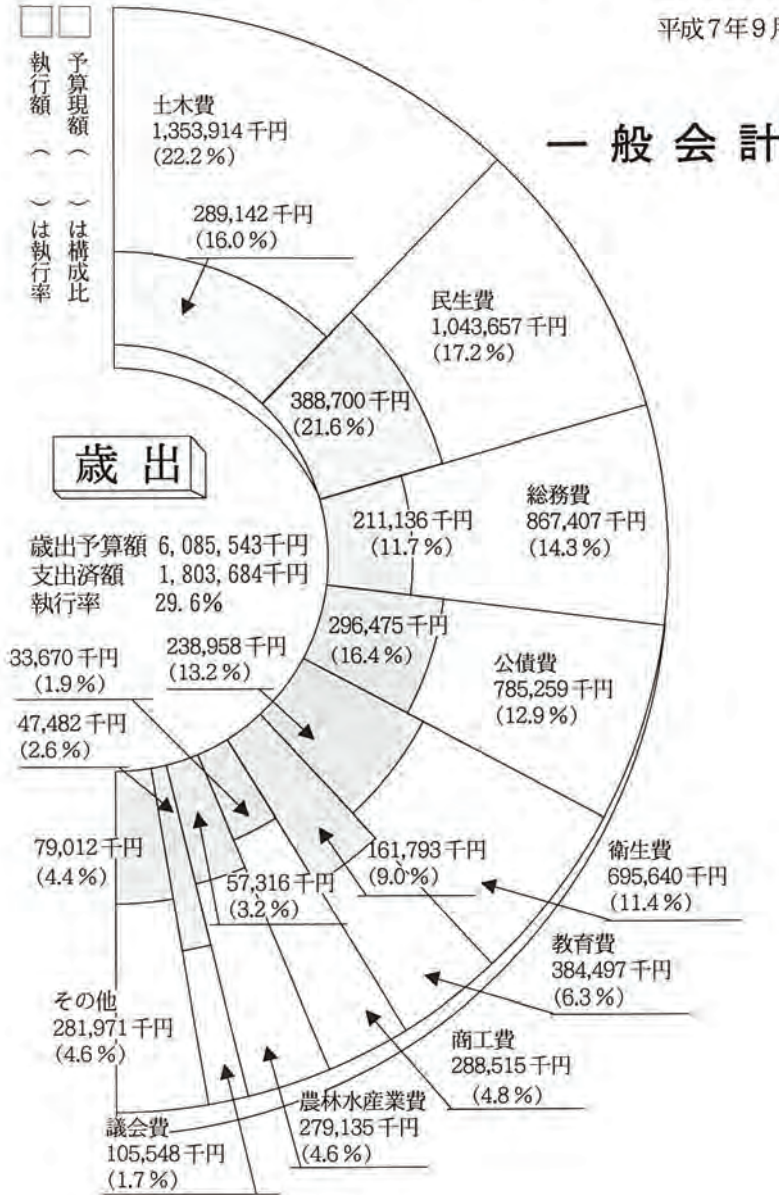 平成7年9月
一般会計
予算現額（　）は構成比
執行額（　）は執行率
土木費
1,353,914千円
(22.2%)
289,142千円
(16.0%)
民生費
1,043,657千円
(17.2%)
388,700千円
(21.6%)
歳出
総務費
867,407千円
(14.3%)
211,136千円
(11.7%)
歳出予算額 6,085,543千円
支出済額 1,803,684千円
執行率 29.6%
296,475千円
(16.4%)
公債費
785,259千円
(12.9%)
238,958千円
(13.2%)
33,670千円
(1.9%)
47,482千円
(2.6%)
79,012千円
(4.4%)
57,316千円
(3.2%)
161,793千円
(9.0%)
衛生費
695,640千円
(11.4%)
教育費
384,497千円
(6.3%)
商工費
288,515千円
(4.8%)
その他
281,971千円
(4.6%)
農林水産業費
279,135千円
(4.6%)
議会費
105,548千円
(1.7%)